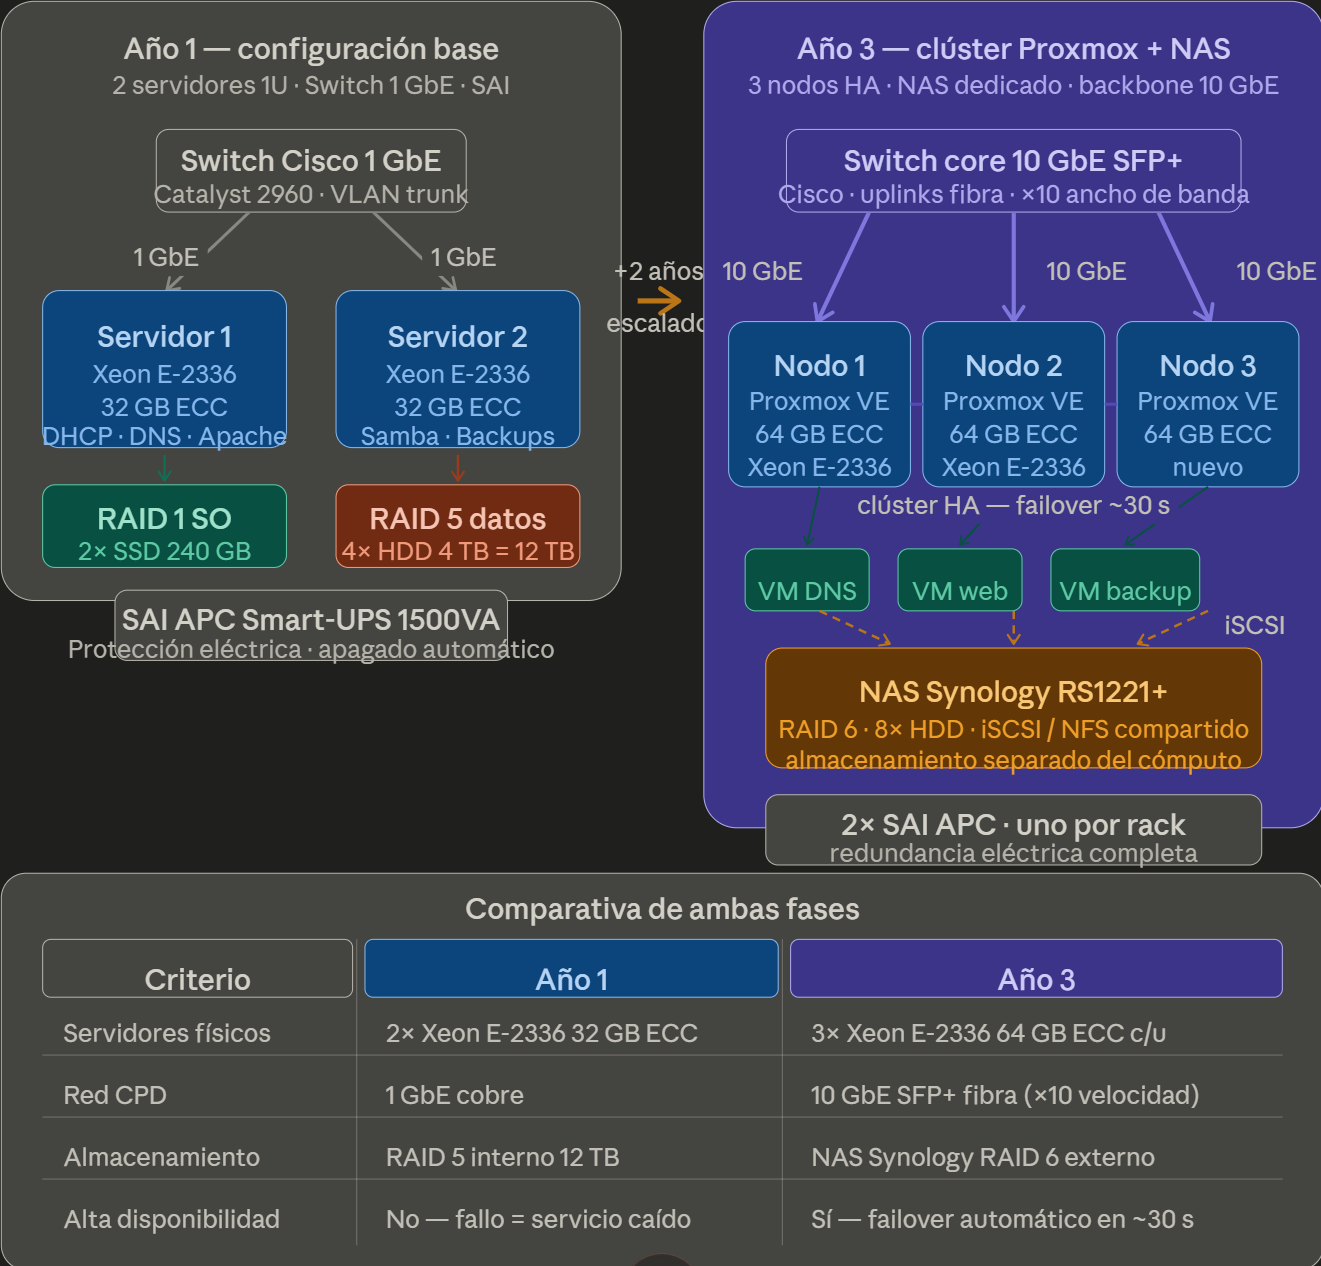 Año 1 — configuración base
2 servidores 1U · Switch 1 GbE · SAI
Switch Cisco 1 GbE
Catalyst 2960 · VLAN trunk
1 GbE
1 GbE
Servidor 1
Xeon E-2336
32 GB ECC
DHCP · DNS · Apache
Servidor 2
Xeon E-2336
32 GB ECC
Samba · Backups
RAID 1 SO
2× SSD 240 GB
RAID 5 datos
4× HDD 4 TB = 12 TB
SAI APC Smart-UPS 1500VA
Protección eléctrica · apagado automático
+2 años
escalado
Año 3 — clúster Proxmox + NAS
3 nodos HA · NAS dedicado · backbone 10 GbE
Switch core 10 GbE SFP+
Cisco · uplinks fibra · ×10 ancho de banda
10 GbE
10 GbE
10 GbE
Nodo 1
Proxmox VE
64 GB ECC
Xeon E-2336
Nodo 2
Proxmox VE
64 GB ECC
Xeon E-2336
Nodo 3
Proxmox VE
64 GB ECC
nuevo
clúster HA — failover ~30 s
VM DNS
VM web
VM backup
iSCSI
NAS Synology RS1221+
RAID 6 · 8× HDD · iSCSI / NFS compartido
almacenamiento separado del cómputo
2× SAI APC · uno por rack
redundancia eléctrica completa
Comparativa de ambas fases
Criterio
Año 1
Año 3
Servidores físicos
2× Xeon E-2336 32 GB ECC
3× Xeon E-2336 64 GB ECC c/u
Red CPD
1 GbE cobre
10 GbE SFP+ fibra (×10 velocidad)
Almacenamiento
RAID 5 interno 12 TB
NAS Synology RAID 6 externo
Alta disponibilidad
No — fallo = servicio caído
Sí — failover automático en ~30 s